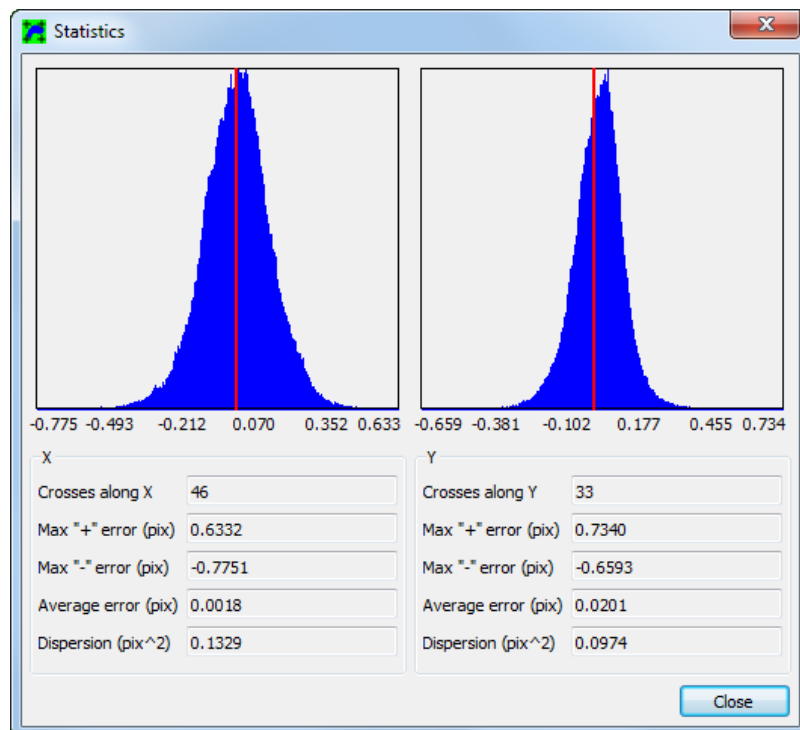 Statistics
-0.775 -0.493 -0.212 0.070 0.352 0.633
-0.659 -0.381 -0.102 0.177 0.455 0.734
X
Crosses along X 46
Max "+" error (pix) 0.6332
Max "-" error (pix) -0.7751
Average error (pix) 0.0018
Dispersion (pix^2) 0.1329
Y
Crosses along Y 33
Max "+" error (pix) 0.7340
Max "-" error (pix) -0.6593
Average error (pix) 0.0201
Dispersion (pix^2) 0.0974
Close